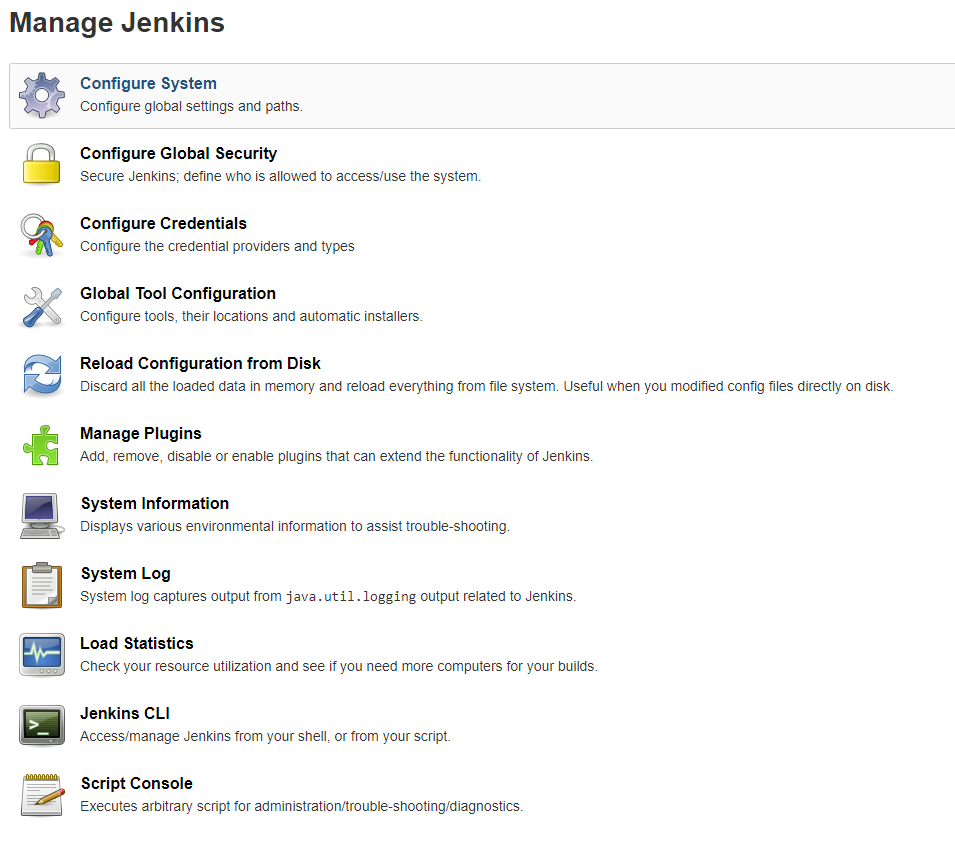 Manage Jenkins
Configure System
Configure global settings and paths.
Configure Global Security
Secure Jenkins; define who is allowed to access/use the system.
Configure Credentials
Configure the credential providers and types
Global Tool Configuration
Configure tools, their locations and automatic installers.
Reload Configuration from Disk
Discard all the loaded data in memory and reload everything from file system. Useful when you modified config files directly on disk.
Manage Plugins
Add, remove, disable or enable plugins that can extend the functionality of Jenkins.
System Information
Displays various environmental information to assist trouble-shooting.
System Log
System log captures output from java.util.logging output related to Jenkins.
Load Statistics
Check your resource utilization and see if you need more computers for your builds.
Jenkins CLI
Access/manage Jenkins from your shell, or from your script.
Script Console
Executes arbitrary script for administration/trouble-shooting/diagnostics.